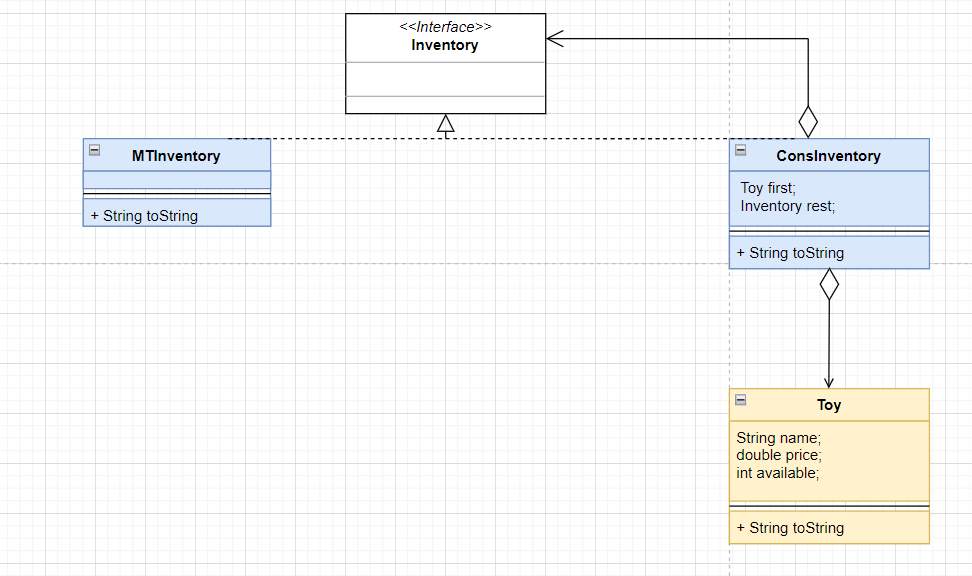 <<Interface>>
Inventory
MTInventory
+ String toString
ConsInventory
Toy first;
Inventory rest;
+ String toString
Toy
String name;
double price;
int available;
+ String toString